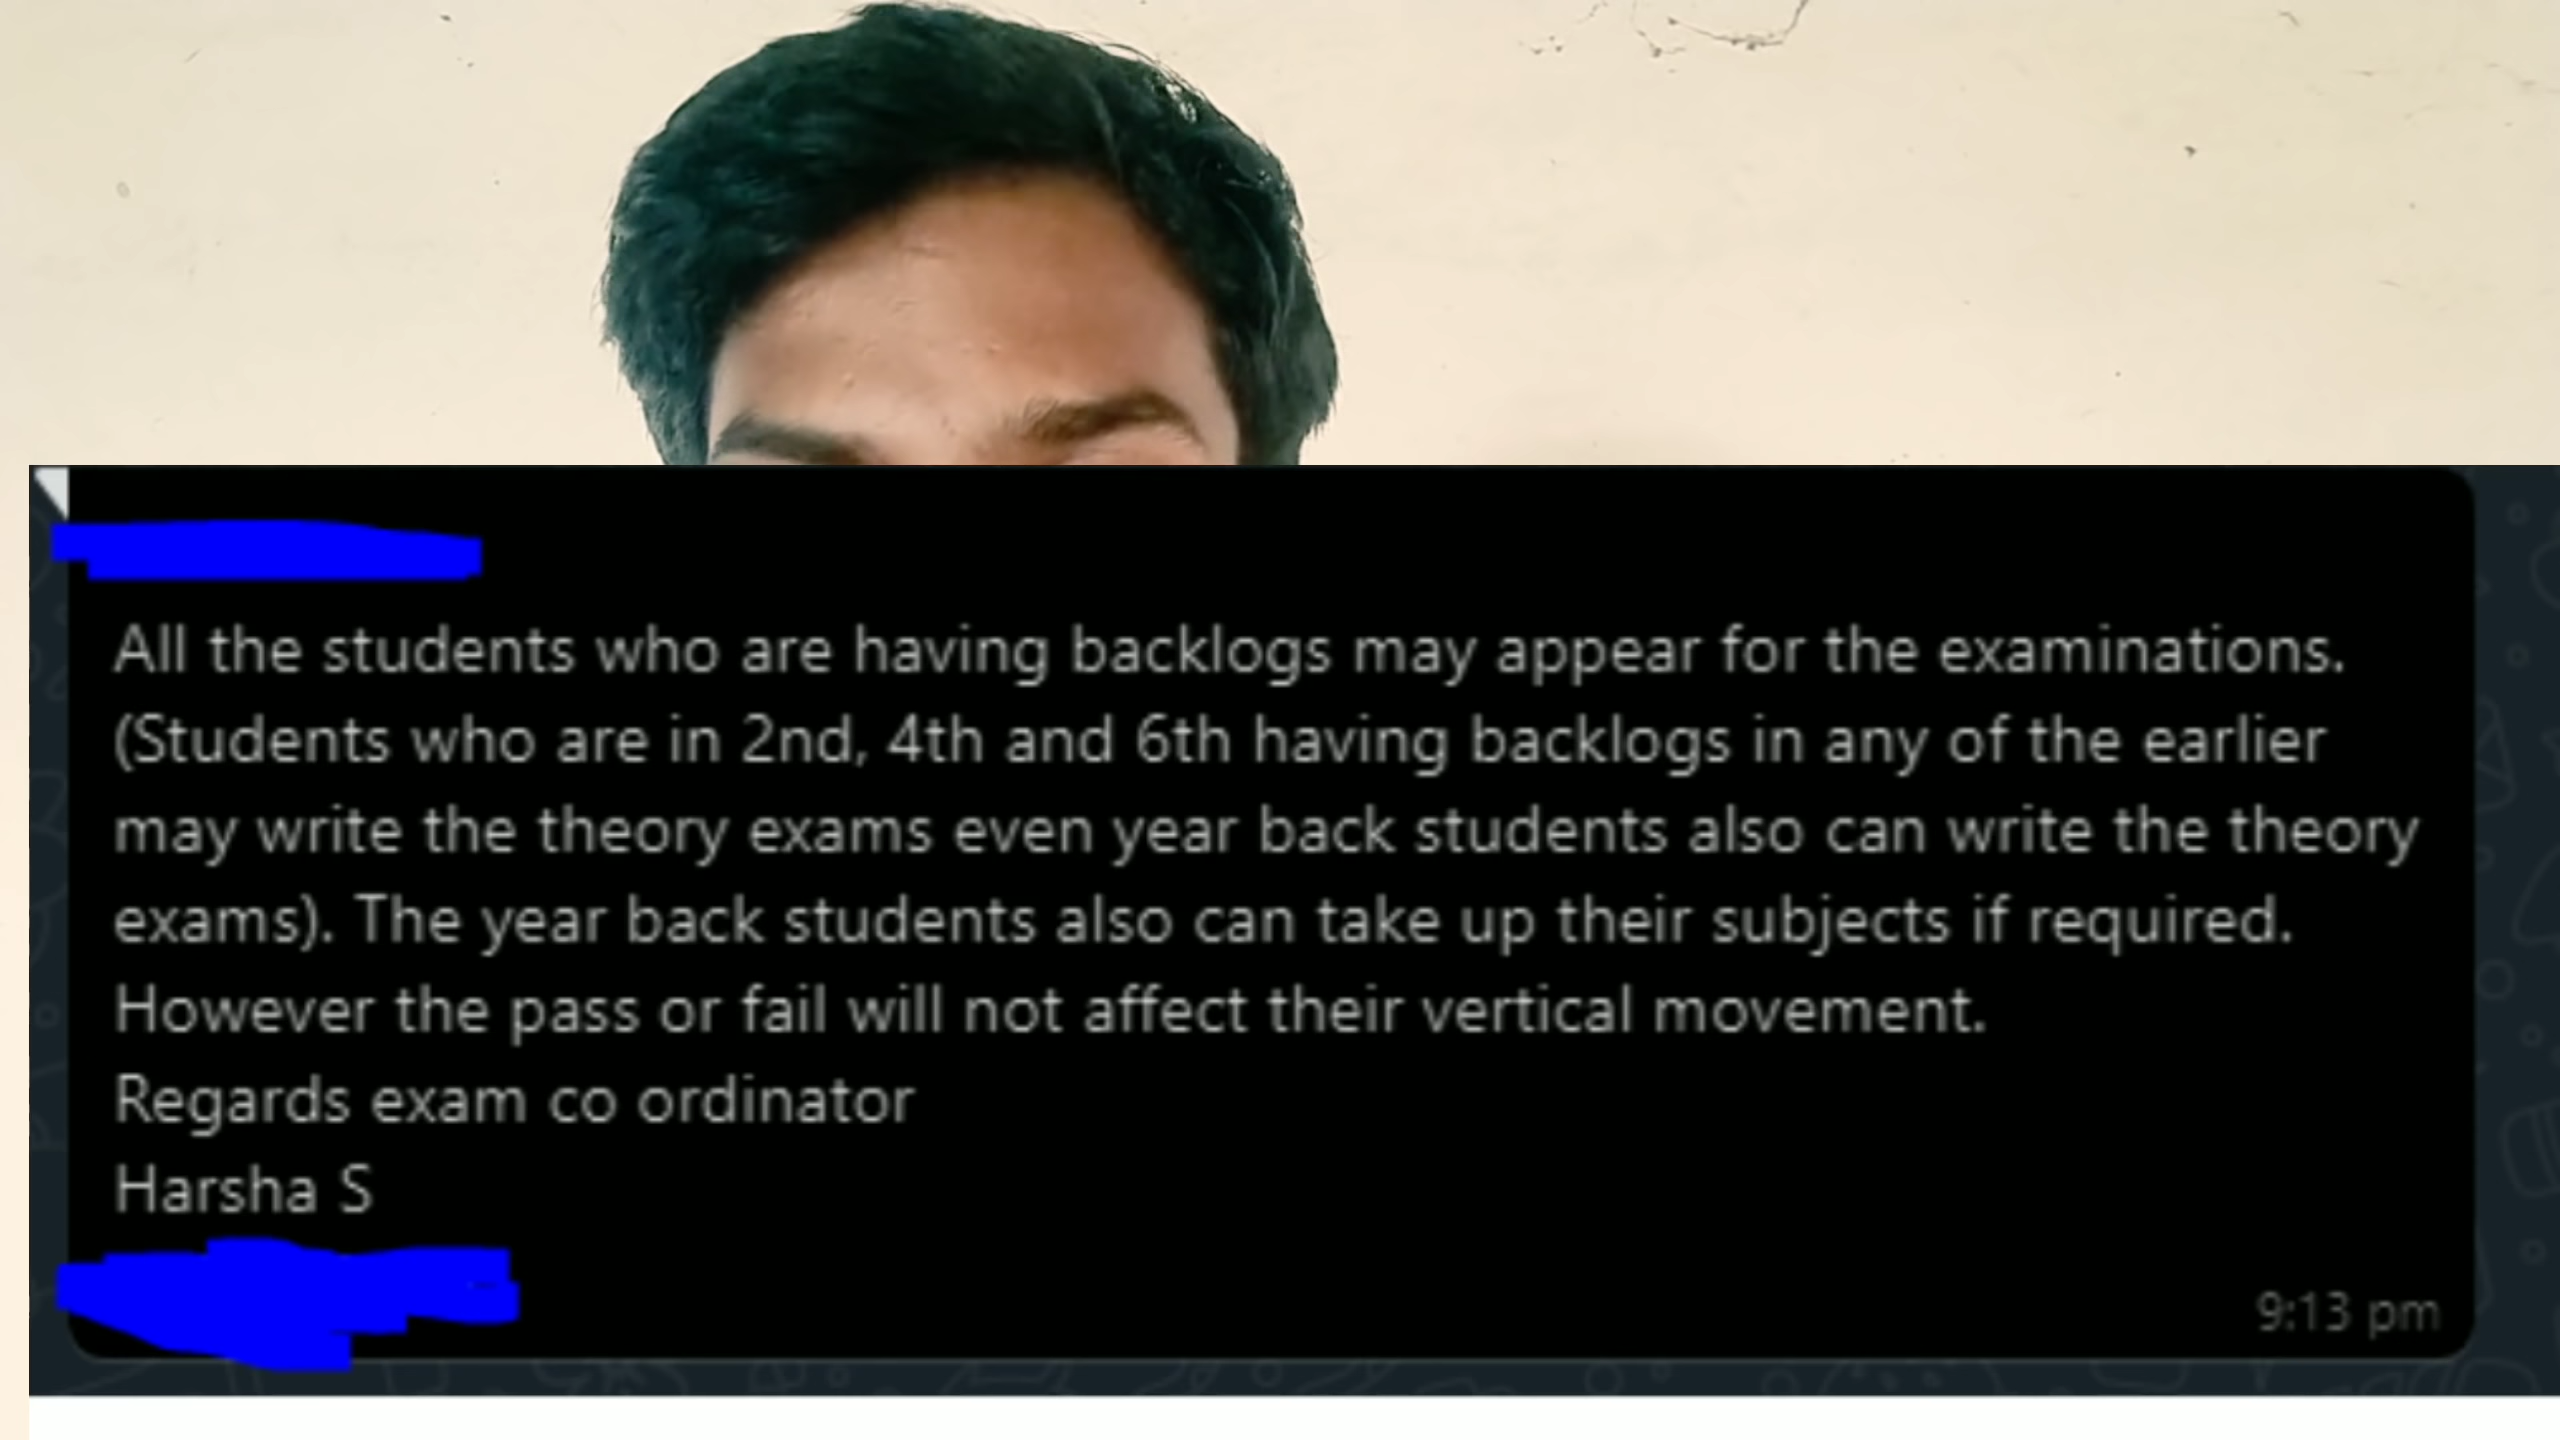 All the students who are having backlogs may appear for the examinations.
(Students who are in 2nd, 4th and 6th having backlogs in any of the earlier
may write the theory exams even year back students also can write the theory
exams). The year back students also can take up their subjects if required.
However the pass or fail will not affect their vertical movement.
Regards exam co ordinator
Harsha S
9:13 pm